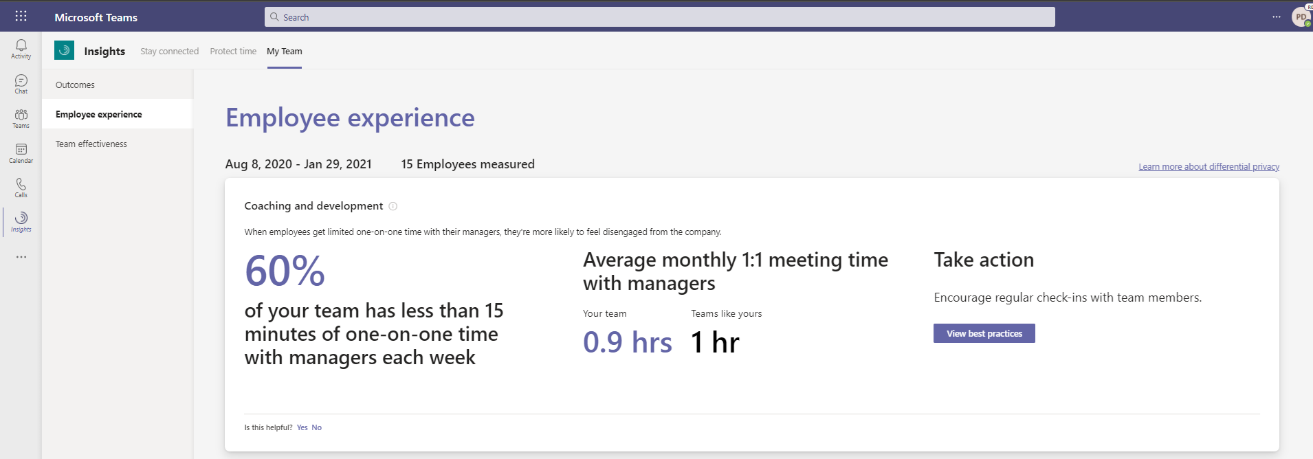 Microsoft Teams
Search
PD
Activity
Chat
Teams
Calendar
Calls
Insights
Insights
Stay connected
Protect time
My Team
Outcomes
Employee experience
Team effectiveness
Employee experience
Aug 8, 2020 - Jan 29, 2021
15 Employees measured
Learn more about differential privacy
Coaching and development
When employees get limited one-on-one time with their managers, they're more likely to feel disengaged from the company.
60%
of your team has less than 15
minutes of one-on-one time
with managers each week
Average monthly 1:1 meeting time
with managers
Your team
Teams like yours
0.9 hrs
1 hr
Take action
Encourage regular check-ins with team members.
View best practices
Is this helpful? Yes No